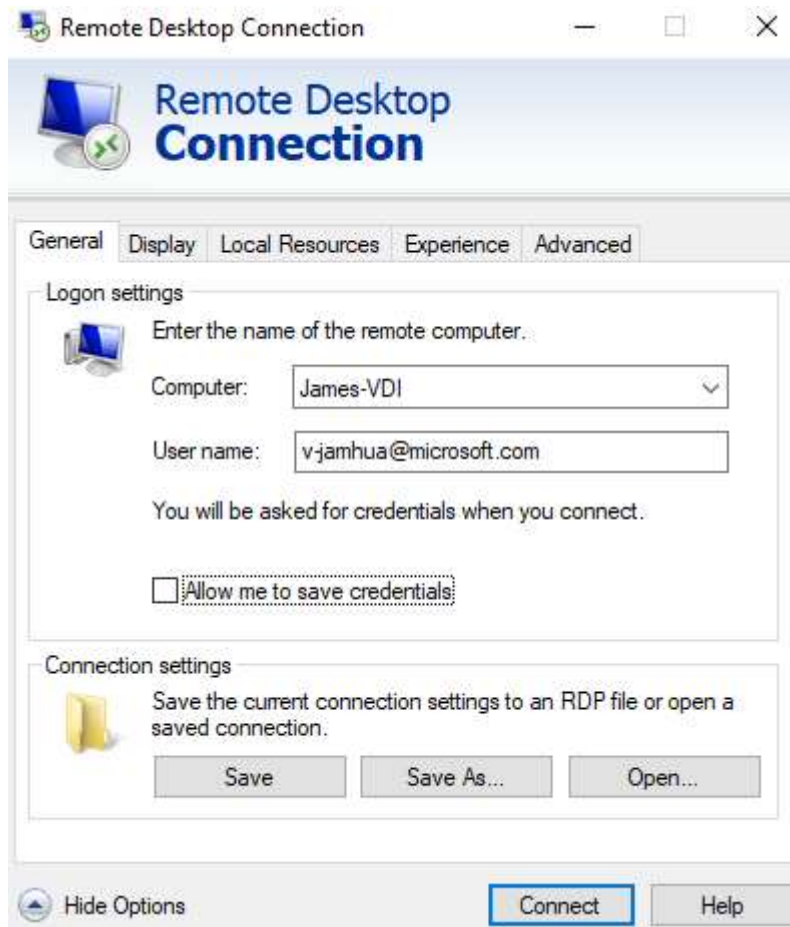 Remote Desktop Connection
Remote Desktop
Connection
General Display Local Resources Experience Advanced
Logon settings
Enter the name of the remote computer.
Computer: James-VDI
User name: v-jamhua@microsoft.com
You will be asked for credentials when you connect.
Allow me to save credentials
Connection settings
Save the current connection settings to an RDP file or open a
saved connection.
Save Save As... Open...
Hide Options Connect Help